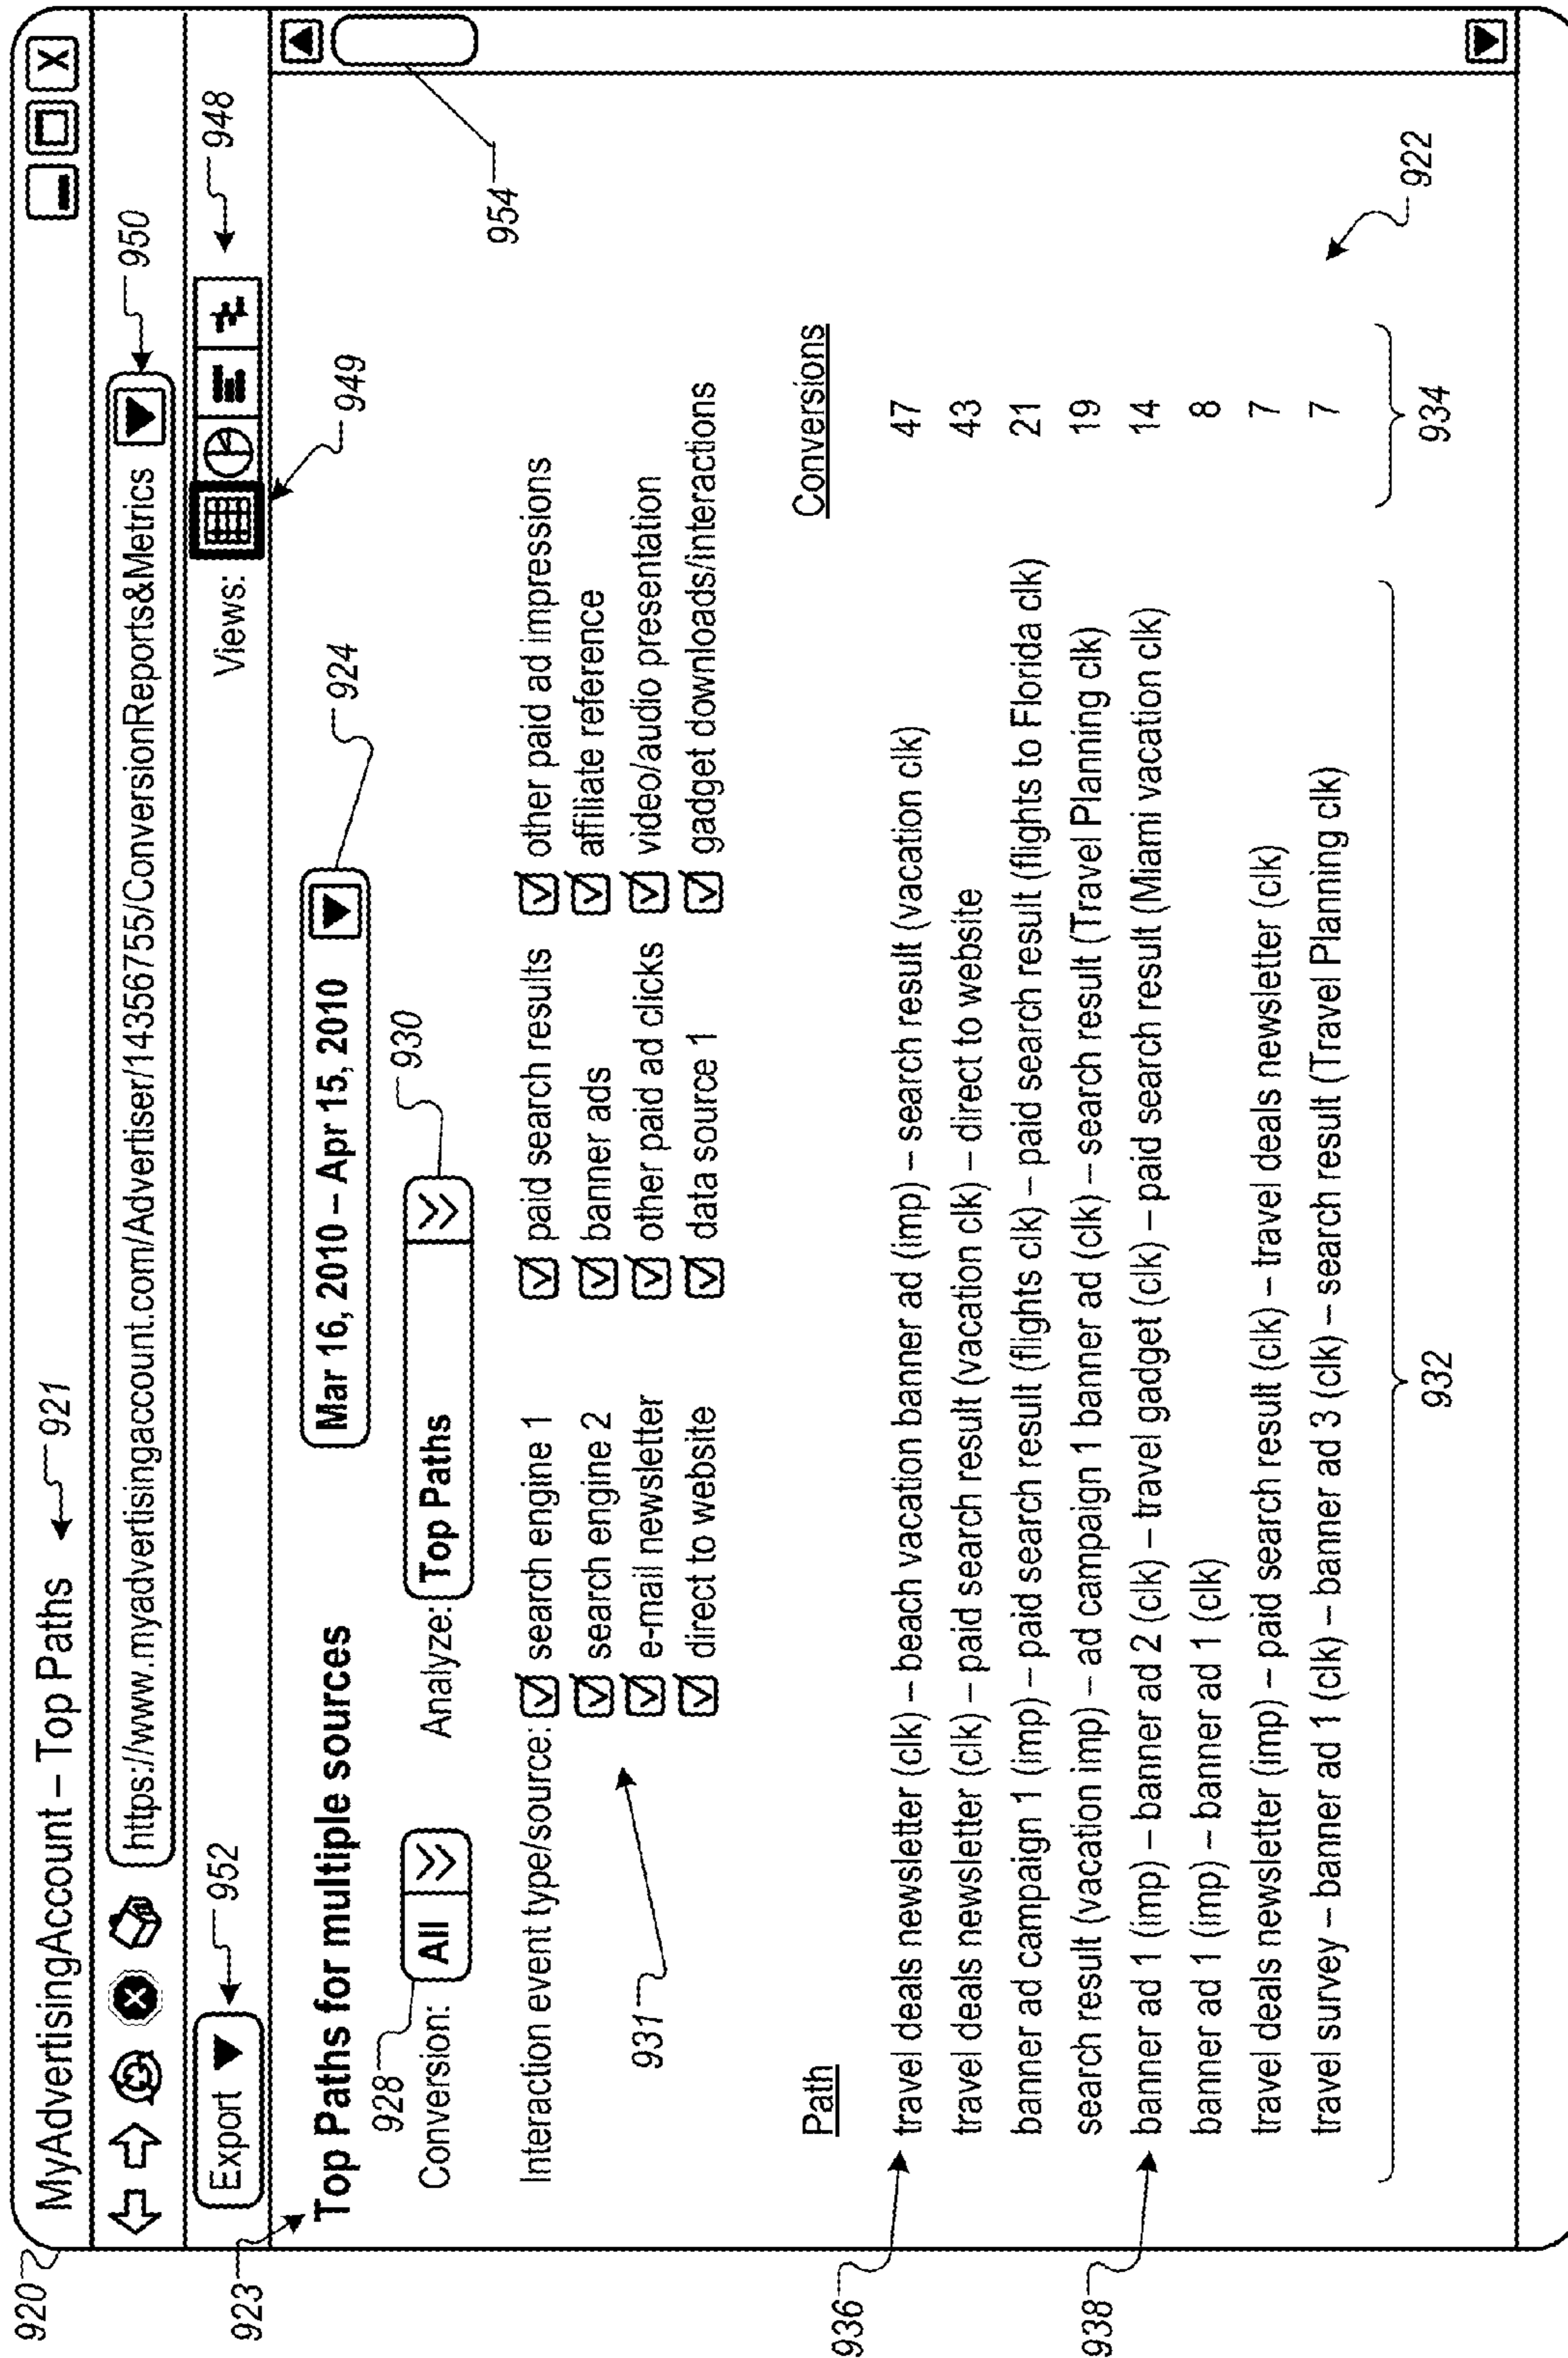 920
MyAdvertisingAccount – Top Paths 921
X
https://www.myadvertisingaccount.com/Advertiser/14356755/ConversionReports&Metrics 950
Export 952
Views: 948
949
923
Top Paths for multiple sources
Mar 16, 2010 – Apr 15, 2010 924
928
Conversion: All Analyze: Top Paths 930
954
Interaction event type/source: search engine 1 paid search results other paid ad impressions
search engine 2 banner ads affiliate reference
e-mail newsletter other paid ad clicks video/audio presentation
direct to website data source 1 gadget downloads/interactions
931
Path Conversions
936
travel deals newsletter (clk) – beach vacation banner ad (imp) – search result (vacation clk) 47
travel deals newsletter (clk) – paid search result (vacation clk) – direct to website 43
banner ad campaign 1 (imp) – paid search result (flights clk) – paid search result (flights to Florida clk) 21
search result (vacation imp) – ad campaign 1 banner ad (clk) – search result (Travel Planning clk) 19
938
banner ad 1 (imp) – banner ad 2 (clk) – travel gadget (clk) – paid search result (Miami vacation clk) 14
banner ad 1 (imp) – banner ad 1 (clk) 8
travel deals newsletter (imp) – paid search result (clk) – travel deals newsletter (clk) 7
travel survey – banner ad 1 (clk) – banner ad 3 (clk) – search result (Travel Planning clk) 7
922
932 934